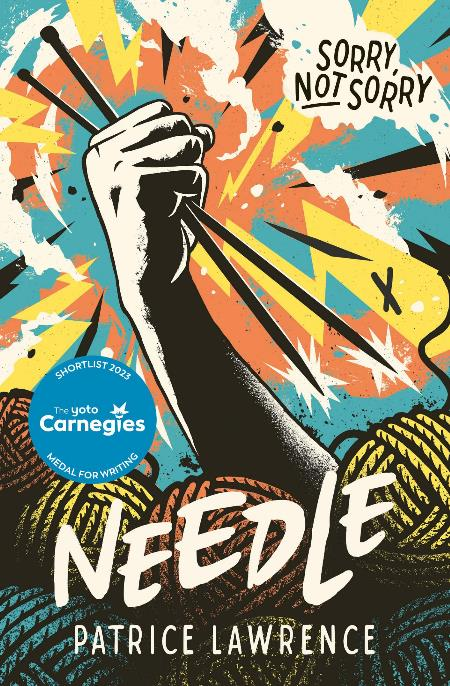 SORRY,
NOT SORRY
SHORTLIST 2023
The yoto
Carnegies
MEDAL FOR WRITING
NEEDLE
PATRICE LAWRENCE